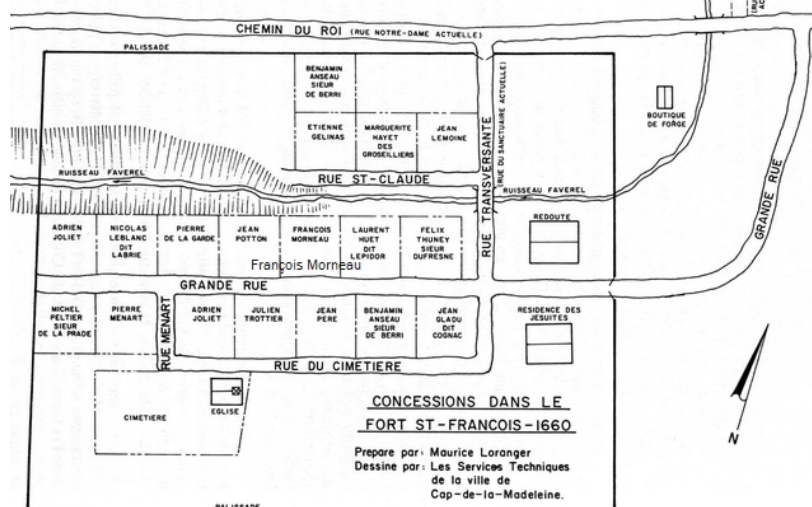 CHEMIN DU ROI (RUE NOTRE-DAME ACTUELLE)
PALISSADE
BENJAMIN
ANSEAU
SIEUR
DE BERRI
ETIENNE
GELINAS
MARGUERITE
HAYET
DES
GROSEILLIERS
JEAN
LEMOINE
RUE TRANSVERSANTE
(RUE DU SANCTUAIRE ACTUELLE)
BOUTIQUE
DE FORGE
GRANDE RUE
RUISSEAU FAVEREL
RUE ST-CLAUDE
RUISSEAU FAVEREL
ADRIEN
JOLIET
NICOLAS
LEBLANC
DIT
LABRIE
PIERRE
DE LA GARDE
JEAN
POTTON
FRANCOIS
MORNEAU
LAURENT
HUET
DIT
LEPIDOR
FELIX
THUNEY
SIEUR
DUFRESNE
REDOUTE
François Morneau
GRANDE RUE
MICHEL
PELTIER
SIEUR
DE LA PRADE
PIERRE
MENART
RUE MENART
ADRIEN
JOLIET
JULIEN
TROTTIER
JEAN
PERE
BENJAMIN
ANSEAU
SIEUR
DE BERRI
JEAN
GLADU
DIT
COGNAC
RESIDENCE DES
JESUITES
RUE DU CIMETIERE
CIMETIERE
EGLISE
CONCESSIONS DANS LE
FORT ST-FRANCOIS-1660
Prepare par: Maurice Loranger
Dessine par: Les Services Techniques
de la ville de
Cap-de-la-Madeleine.
N
PALISSADE